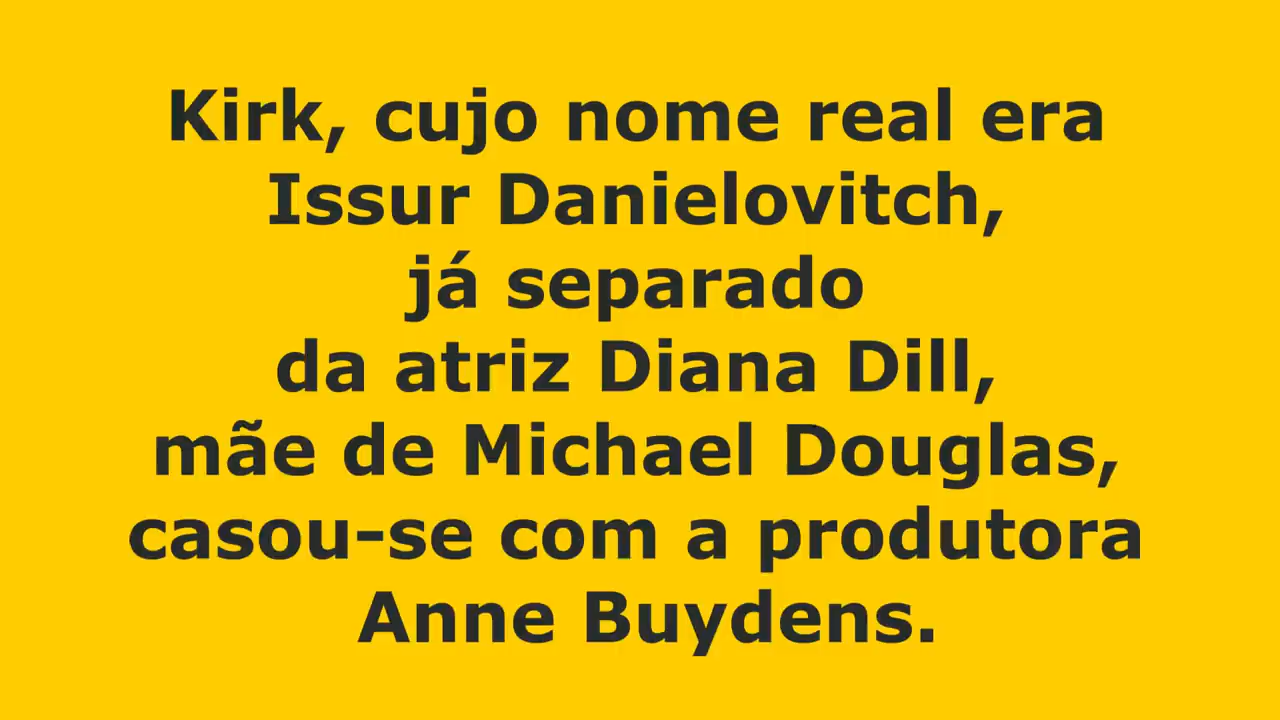 Kirk, cujo nome real era
Issur Danielovitch,
já separado
da atriz Diana Dill,
mãe de Michael Douglas,
casou-se com a produtora
Anne Buydens.